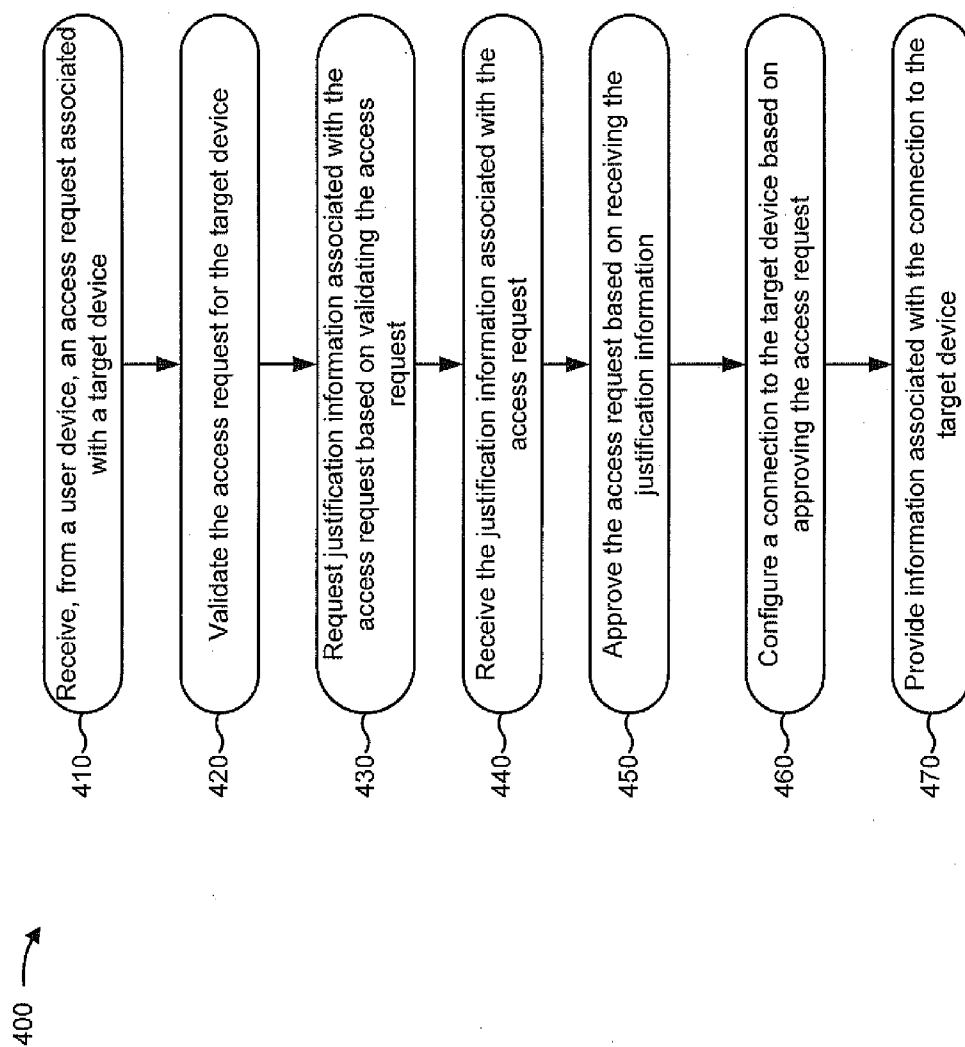 400
410
Receive, from a user device, an access request associated
with a target device
420
Validate the access request for the target device
430
Request justification information associated with the
access request based on validating the access
request
440
Receive the justification information associated with the
access request
450
Approve the access request based on receiving the
justification information
460
Configure a connection to the target device based on
approving the access request
470
Provide information associated with the connection to the
target device